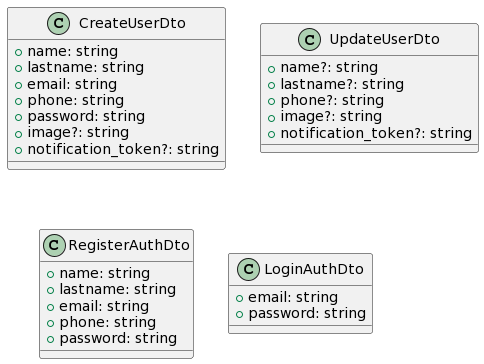 C CreateUserDto
name: string
lastname: string
email: string
phone: string
password: string
image?: string
notification_token?: string
C UpdateUserDto
name?: string
lastname?: string
phone?: string
image?: string
notification_token?: string
C RegisterAuthDto
name: string
lastname: string
email: string
phone: string
password: string
C LoginAuthDto
email: string
password: string